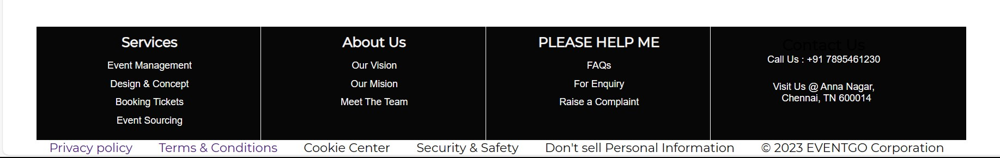 Services
Event Management
Design & Concept
Booking Tickets
Event Sourcing
About Us
Our Vision
Our Mision
Meet The Team
PLEASE HELP ME
FAQs
For Enquiry
Raise a Complaint
Contact Us
Call Us : +91 7895461230
Visit Us @ Anna Nagar,
Chennai, TN 600014
Privacy policy Terms & Conditions Cookie Center Security & Safety Don't sell Personal Information © 2023 EVENTGO Corporation